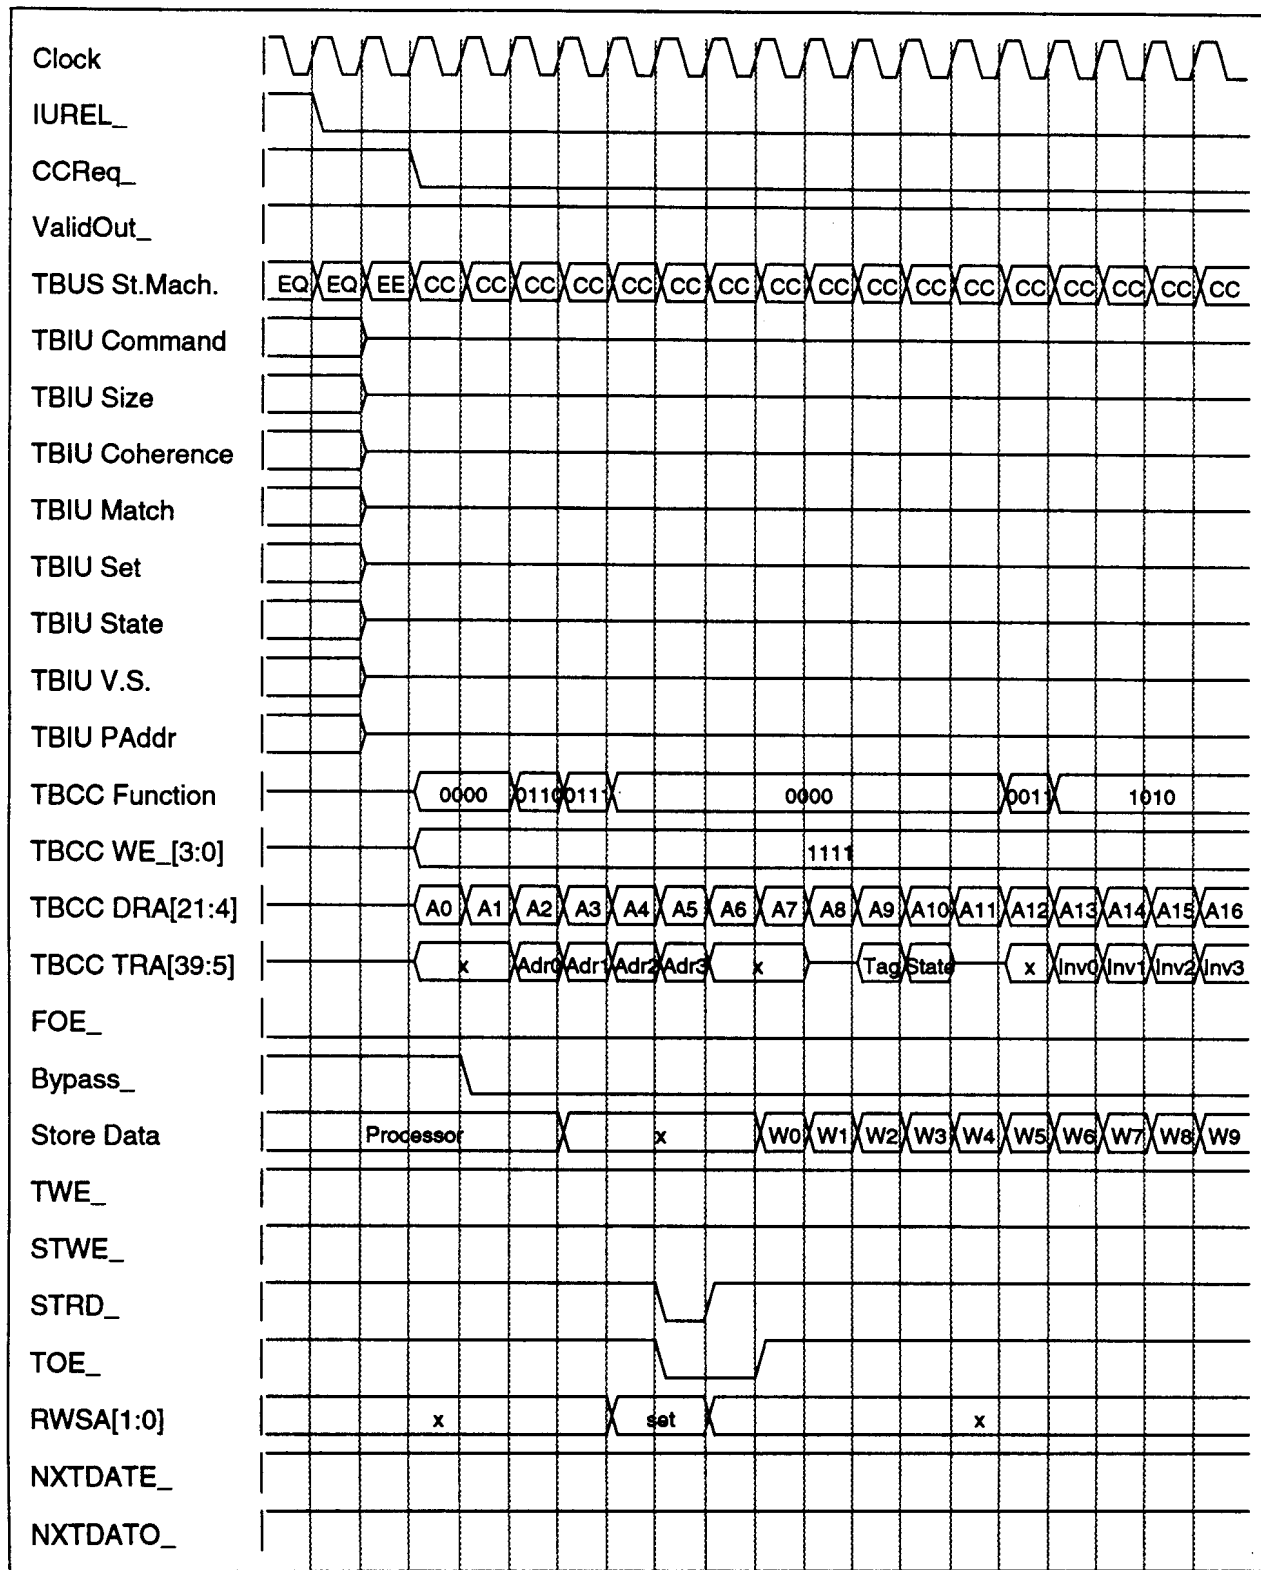 Clock
IUREL_
CCReq_
ValidOut_
TBUS St.Mach. EQ EQ EE CC CC CC CC CC CC CC CC CC CC CC CC CC CC CC CC CC
TBIU Command
TBIU Size
TBIU Coherence
TBIU Match
TBIU Set
TBIU State
TBIU V.S.
TBIU PAddr
TBCC Function 0000 0110 0111 0000 0011 1010
TBCC WE_[3:0] 1111
TBCC DRA[21:4] A0 A1 A2 A3 A4 A5 A6 A7 A8 A9 A10 A11 A12 A13 A14 A15 A16
TBCC TRA[39:5] x Adr0 Adr1 Adr2 Adr3 x Tag State x Inv0 Inv1 Inv2 Inv3
FOE_
Bypass_
Store Data Processor x W0 W1 W2 W3 W4 W5 W6 W7 W8 W9
TWE_
STWE_
STRD_
TOE_
RWSA[1:0] x set x
NXTDATE_
NXTDATO_